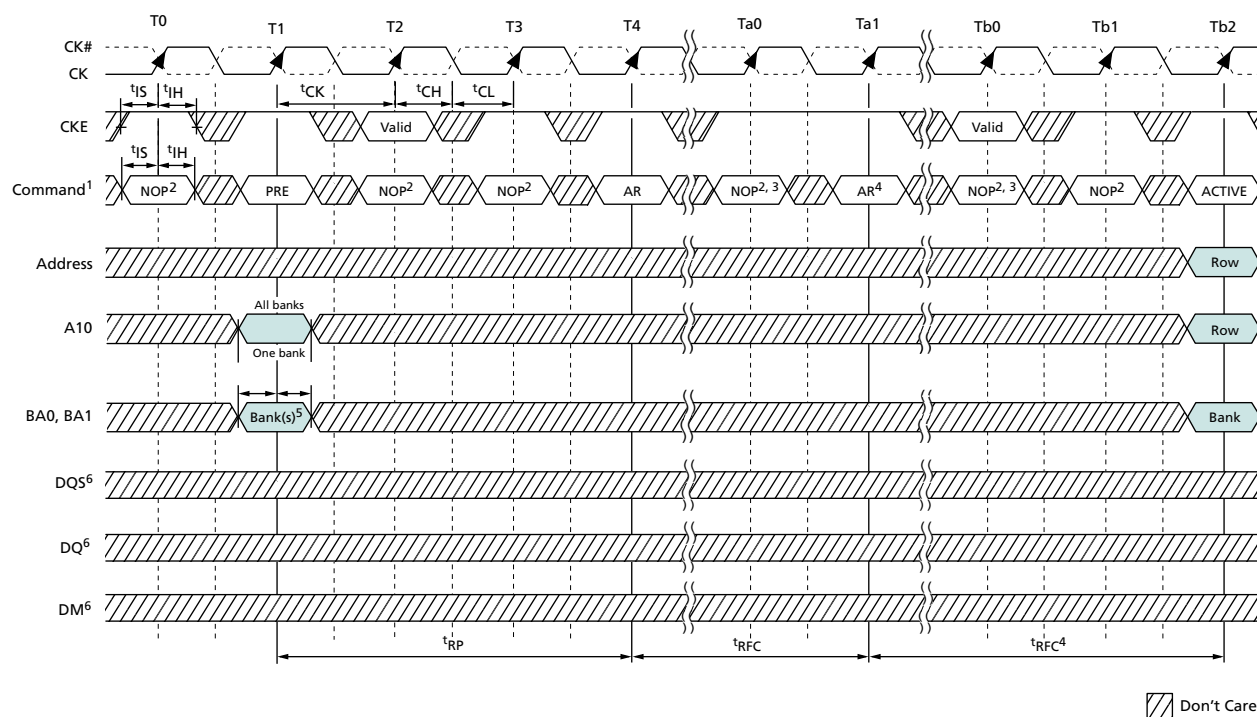 T0 T1 T2 T3 T4 Ta0 Ta1 Tb0 Tb1 Tb2
CK#
CK
tIS tIH tCK tCH tCL
CKE Valid Valid
tIS tIH
Command1 NOP2 PRE NOP2 NOP2 AR NOP2, 3 AR4 NOP2, 3 NOP2 ACTIVE
Address Row
All banks
A10 Row
One bank
BA0, BA1 Bank(s)5 Bank
DQS6
DQ6
DM6
tRP tRFC tRFC4
Don't Care